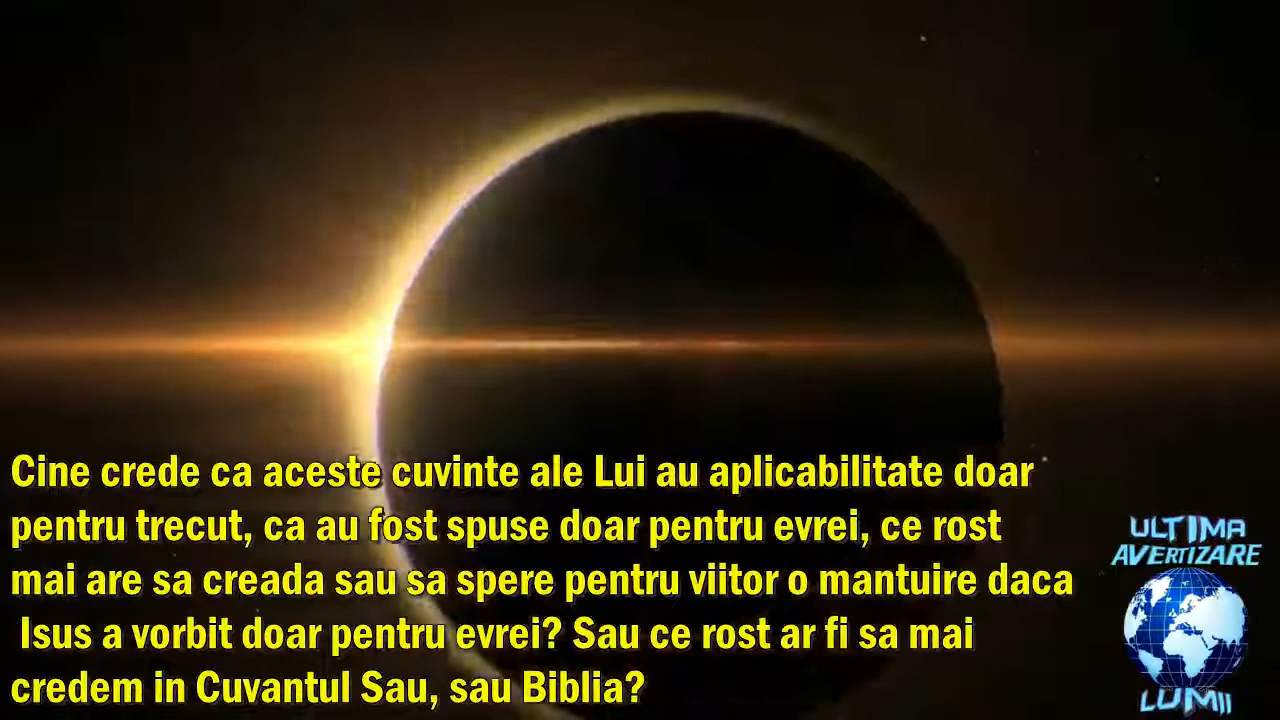 Cine crede ca aceste cuvinte ale Lui au aplicabilitate doar
pentru trecut, ca au fost spuse doar pentru evrei, ce rost
mai are sa creada sau sa spere pentru viitor o mantuire daca
Isus a vorbit doar pentru evrei? Sau ce rost ar fi sa mai
credem in Cuvantul Sau, sau Biblia?
ULTIMA
AVERTIZARE
LUMII